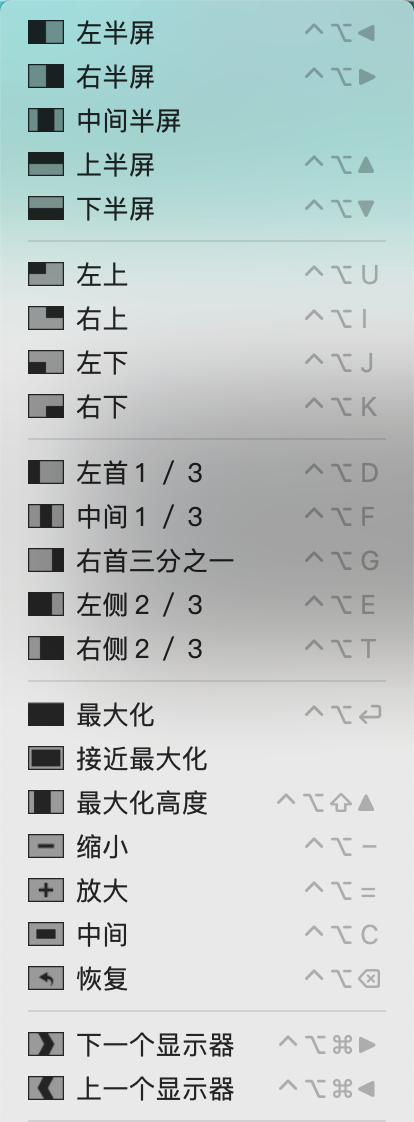 左半屏 ^⌥◀
右半屏 ^⌥▶
中间半屏
上半屏 ^⌥▲
下半屏 ^⌥▼
左上 ^⌥U
右上 ^⌥I
左下 ^⌥J
右下 ^⌥K
左首1 / 3 ^⌥D
中间1 / 3 ^⌥F
右首三分之一 ^⌥G
左侧2 / 3 ^⌥E
右侧2 / 3 ^⌥T
最大化 ^⌥↩
接近最大化
最大化高度 ^⌥⇧▲
缩小 ^⌥−
放大 ^⌥=
中间 ^⌥C
恢复 ^⌥⌫
下一个显示器 ^⌥⌘▶
上一个显示器 ^⌥⌘◀